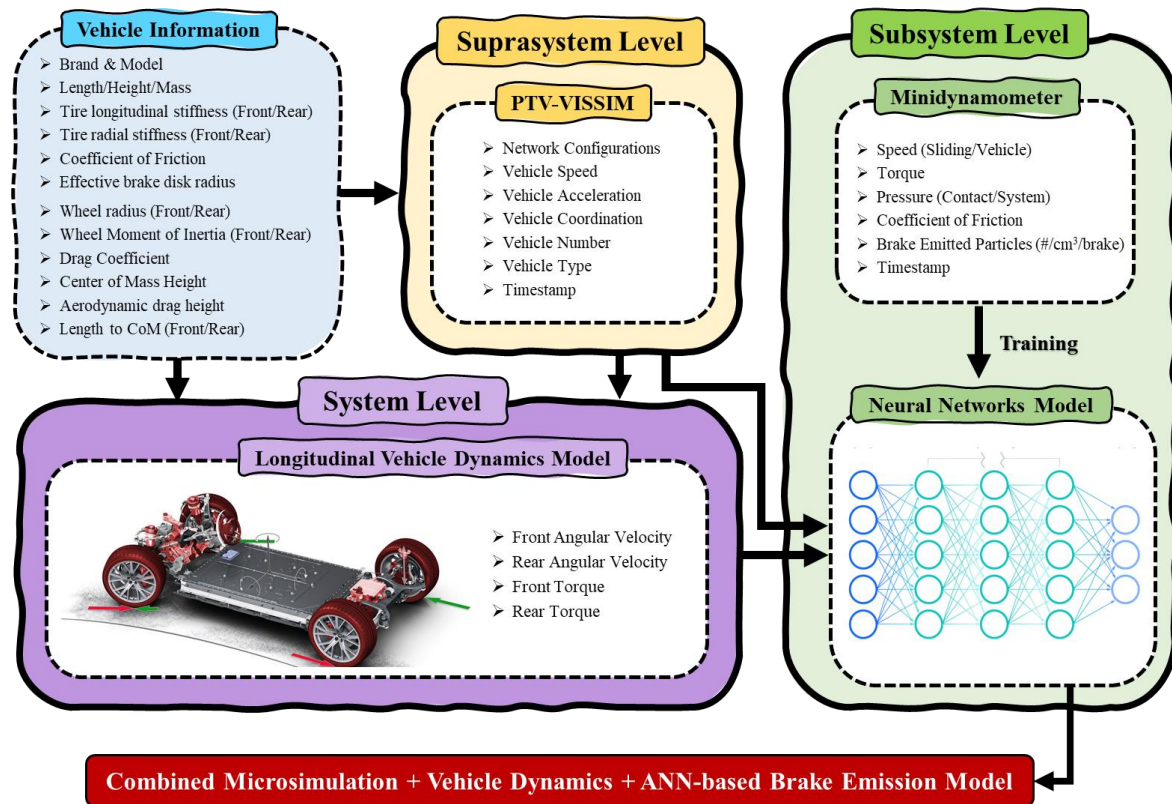 Vehicle Information
➢ Brand & Model
➢ Length/Height/Mass
➢ Tire longitudinal stiffness (Front/Rear)
➢ Tire radial stiffness (Front/Rear)
➢ Coefficient of Friction
➢ Effective brake disk radius
➢ Wheel radius (Front/Rear)
➢ Wheel Moment of Inertia (Front/Rear)
➢ Drag Coefficient
➢ Center of Mass Height
➢ Aerodynamic drag height
➢ Length to CoM (Front/Rear)
Suprasystem Level
PTV-VISSIM
➢ Network Configurations
➢ Vehicle Speed
➢ Vehicle Acceleration
➢ Vehicle Coordination
➢ Vehicle Number
➢ Vehicle Type
➢ Timestamp
Subsystem Level
Minidynamometer
➢ Speed (Sliding/Vehicle)
➢ Torque
➢ Pressure (Contact/System)
➢ Coefficient of Friction
➢ Brake Emitted Particles (#/cm³/brake)
➢ Timestamp
Training
Neural Networks Model
System Level
Longitudinal Vehicle Dynamics Model
➢ Front Angular Velocity
➢ Rear Angular Velocity
➢ Front Torque
➢ Rear Torque
Combined Microsimulation + Vehicle Dynamics + ANN-based Brake Emission Model